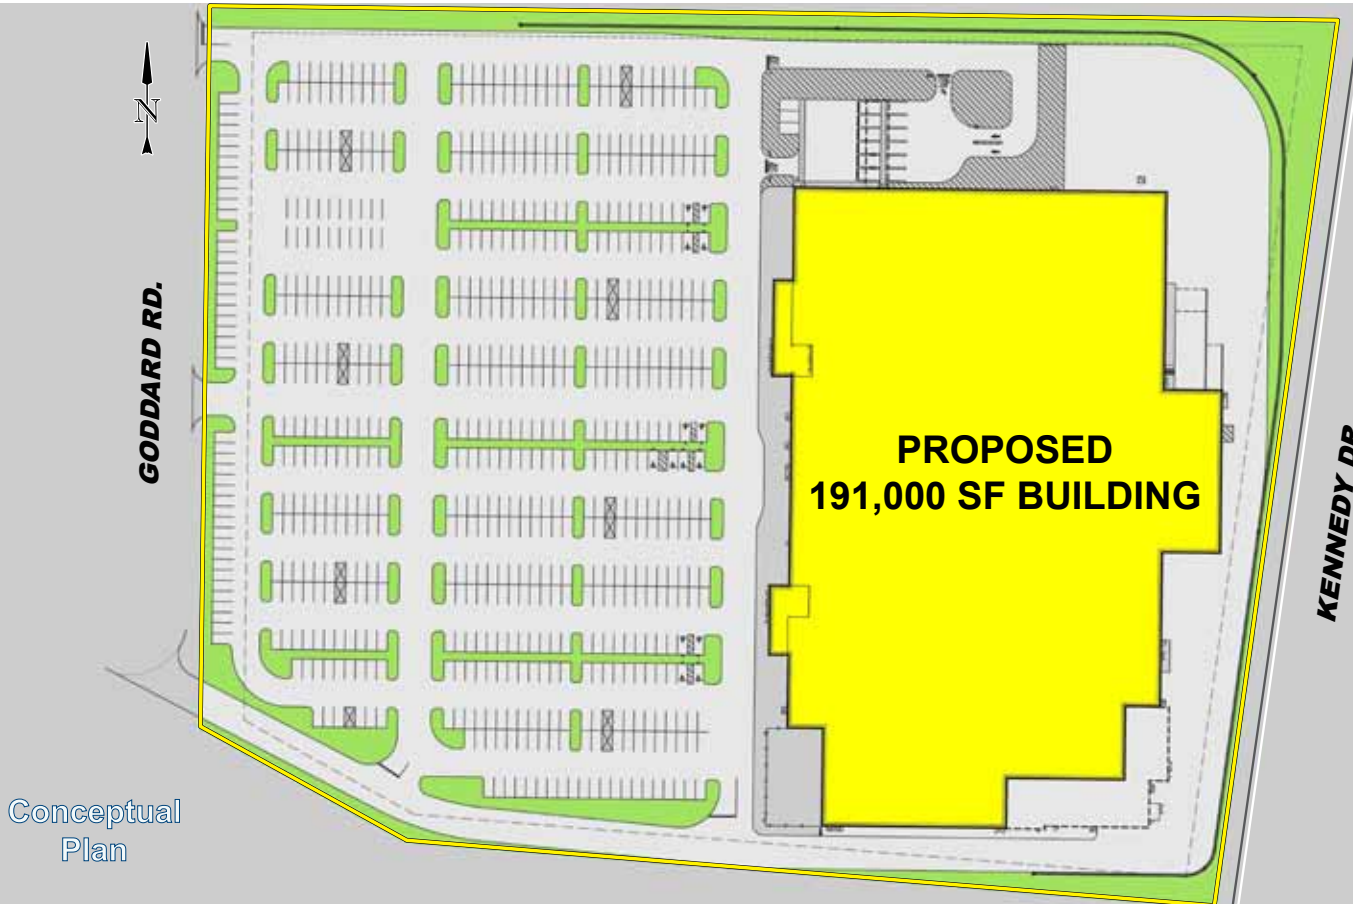 N
GODDARD RD.
PROPOSED
191,000 SF BUILDING
KENNEDY DR
Conceptual
Plan